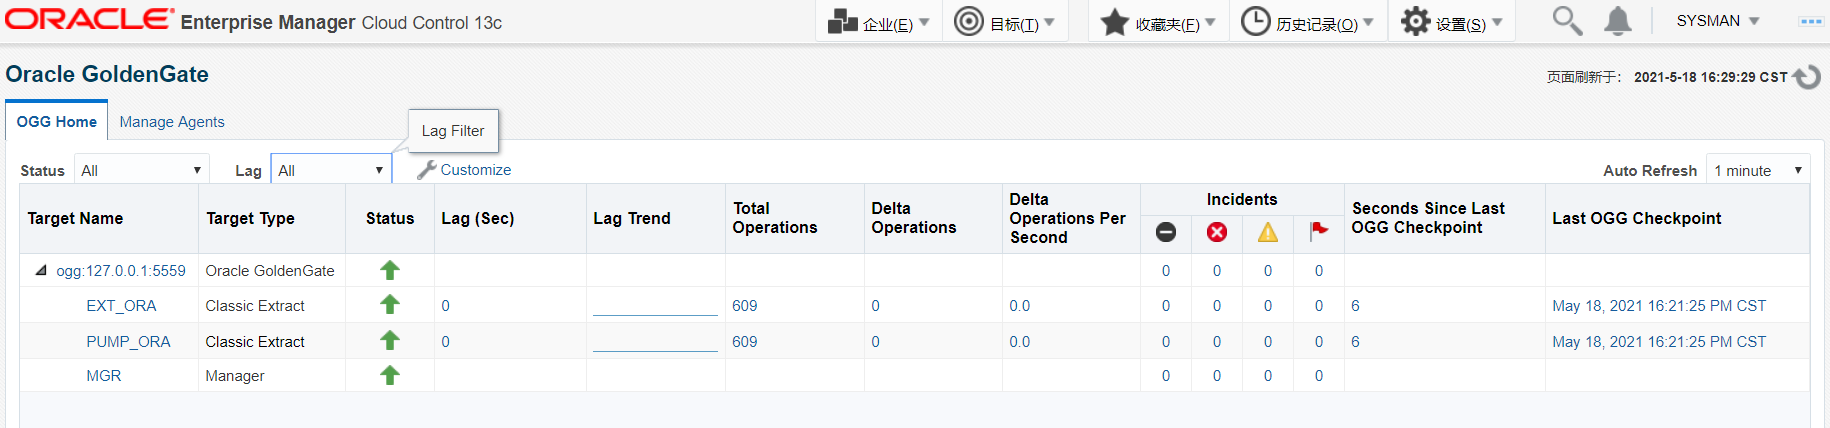 ORACLE Enterprise Manager Cloud Control 13c 企业(E) 目标(T) 收藏夹(F) 历史记录(O) 设置(S) SYSMAN
Oracle GoldenGate
页面刷新于: 2021-5-18 16:29:29 CST
OGG Home Manage Agents
Lag Filter
Status All Lag All Customize Auto Refresh 1 minute
Target Name Target Type Status Lag (Sec) Lag Trend Total Operations Delta Operations Delta Operations Per Second Incidents Seconds Since Last OGG Checkpoint Last OGG Checkpoint
ogg:127.0.0.1:5559 Oracle GoldenGate 0 0 0 0
EXT_ORA Classic Extract 0 609 0 0.0 0 0 0 0 6 May 18, 2021 16:21:25 PM CST
PUMP_ORA Classic Extract 0 609 0 0.0 0 0 0 0 6 May 18, 2021 16:21:25 PM CST
MGR Manager 0 0 0 0